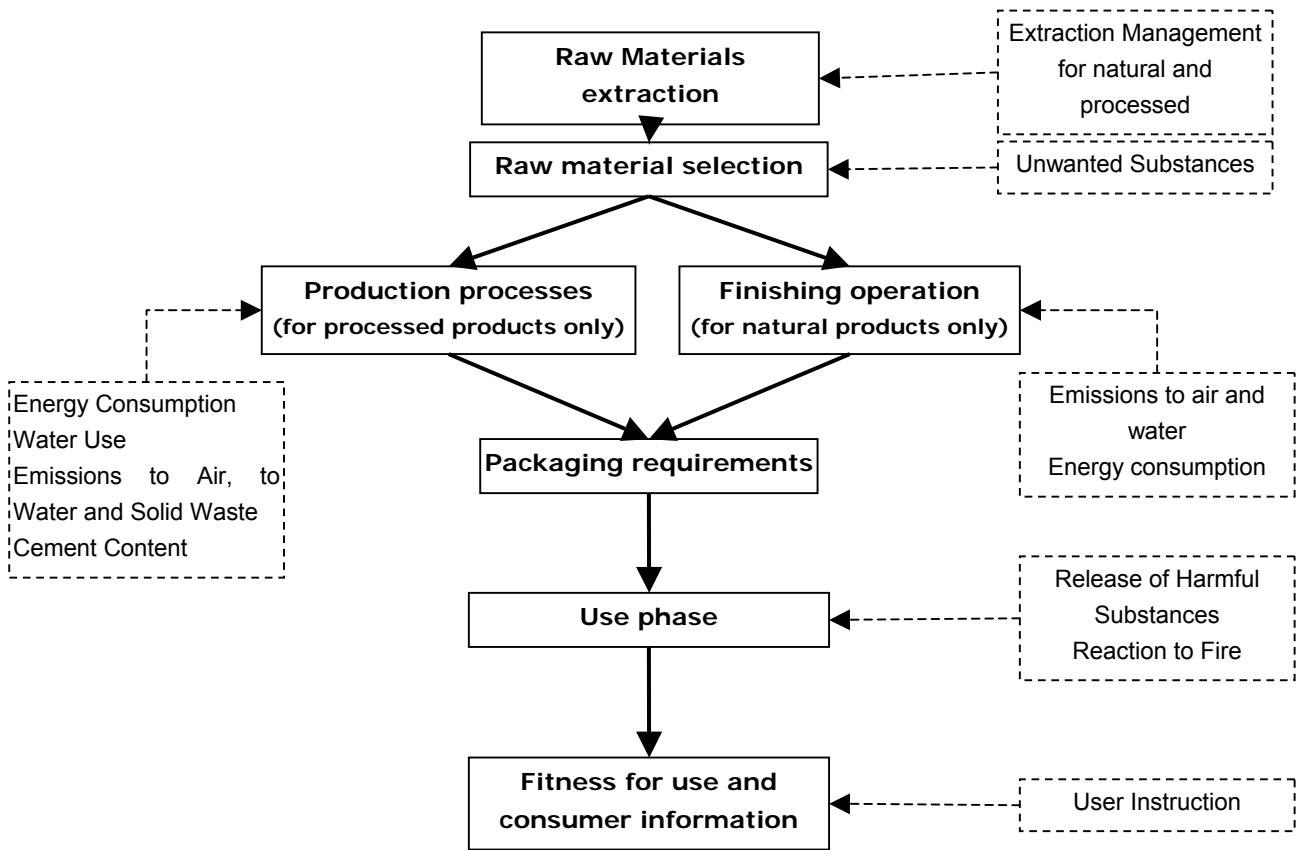 Raw Materials
extraction
Extraction Management
for natural and
processed
Raw material selection
Unwanted Substances
Production processes
(for processed products only)
Finishing operation
(for natural products only)
Energy Consumption
Water Use
Emissions to Air, to
Water and Solid Waste
Cement Content
Emissions to air and
water
Energy consumption
Packaging requirements
Use phase
Release of Harmful
Substances
Reaction to Fire
Fitness for use and
consumer information
User Instruction